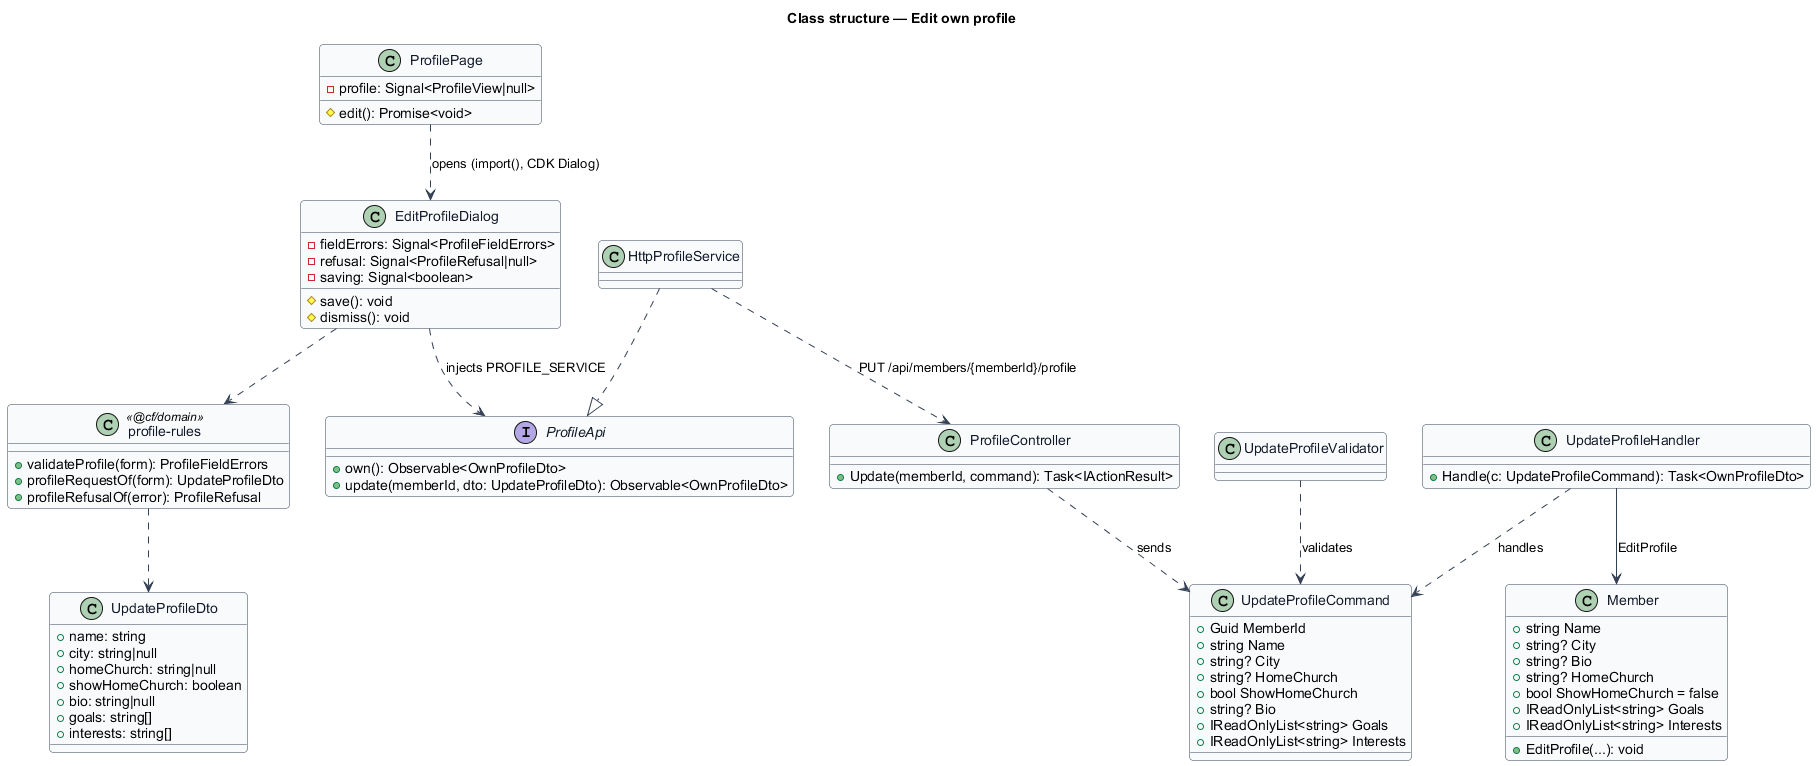 Class structure — Edit own profile
C ProfilePage
profile: Signal<ProfileView|null>
edit(): Promise<void>
opens (import(), CDK Dialog)
C EditProfileDialog
fieldErrors: Signal<ProfileFieldErrors>
refusal: Signal<ProfileRefusal|null>
saving: Signal<boolean>
save(): void
dismiss(): void
C HttpProfileService
injects PROFILE_SERVICE
PUT /api/members/{memberId}/profile
C «@cf/domain»
profile-rules
validateProfile(form): ProfileFieldErrors
profileRequestOf(form): UpdateProfileDto
profileRefusalOf(error): ProfileRefusal
I ProfileApi
own(): Observable<OwnProfileDto>
update(memberId, dto: UpdateProfileDto): Observable<OwnProfileDto>
C ProfileController
Update(memberId, command): Task<IActionResult>
C UpdateProfileValidator
C UpdateProfileHandler
Handle(c: UpdateProfileCommand): Task<OwnProfileDto>
sends
validates
handles
EditProfile
C UpdateProfileDto
name: string
city: string|null
homeChurch: string|null
showHomeChurch: boolean
bio: string|null
goals: string[]
interests: string[]
C UpdateProfileCommand
Guid MemberId
string Name
string? City
string? HomeChurch
bool ShowHomeChurch
string? Bio
IReadOnlyList<string> Goals
IReadOnlyList<string> Interests
C Member
string Name
string? City
string? Bio
string? HomeChurch
bool ShowHomeChurch = false
IReadOnlyList<string> Goals
IReadOnlyList<string> Interests
EditProfile(...): void